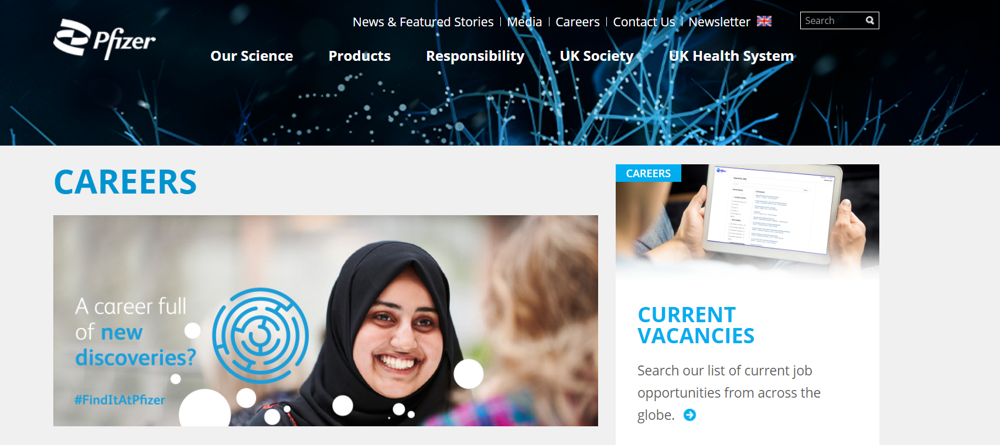 News & Featured Stories | Media | Careers | Contact Us | Newsletter
Search
Pfizer
Our Science Products Responsibility UK Society UK Health System
CAREERS
A career full
of new
discoveries?
#FindItAtPfizer
CAREERS
CURRENT
VACANCIES
Search our list of current job
opportunities from across the
globe.